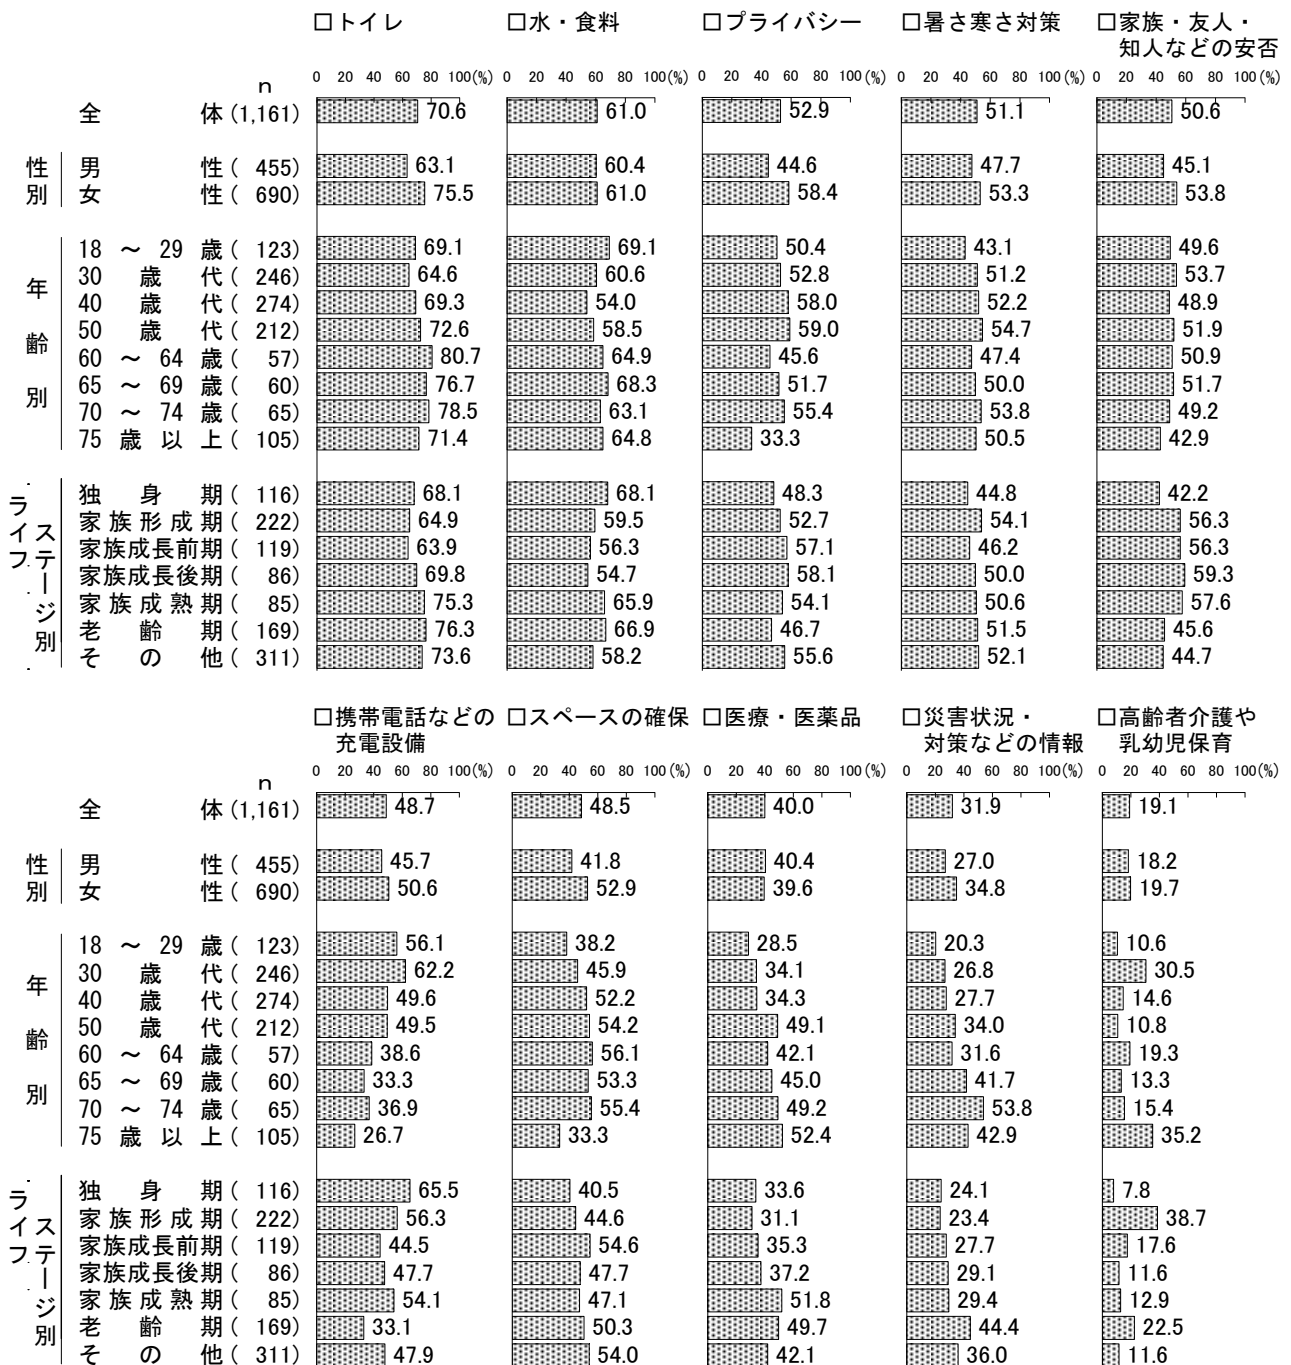 □トイレ □水・食料 □プライバシー □暑さ寒さ対策 □家族・友人・
知人などの安否
n 0 20 40 60 80 100(%) 0 20 40 60 80 100(%) 0 20 40 60 80 100(%) 0 20 40 60 80 100(%) 0 20 40 60 80 100(%)
全体(1,161) 70.6 61.0 52.9 51.1 50.6
性別
男性( 455) 63.1 60.4 44.6 47.7 45.1
女性( 690) 75.5 61.0 58.4 53.3 53.8
年齢別
18 ～ 29 歳( 123) 69.1 69.1 50.4 43.1 49.6
30 歳代( 246) 64.6 60.6 52.8 51.2 53.7
40 歳代( 274) 69.3 54.0 58.0 52.2 48.9
50 歳代( 212) 72.6 58.5 59.0 54.7 51.9
60 ～ 64 歳( 57) 80.7 64.9 45.6 47.4 50.9
65 ～ 69 歳( 60) 76.7 68.3 51.7 50.0 51.7
70 ～ 74 歳( 65) 78.5 63.1 55.4 53.8 49.2
75 歳以上( 105) 71.4 64.8 33.3 50.5 42.9
ライフステージ別
独身期( 116) 68.1 68.1 48.3 44.8 42.2
家族形成期( 222) 64.9 59.5 52.7 54.1 56.3
家族成長前期( 119) 63.9 56.3 57.1 46.2 56.3
家族成長後期( 86) 69.8 54.7 58.1 50.0 59.3
家族成熟期( 85) 75.3 65.9 54.1 50.6 57.6
老齢期( 169) 76.3 66.9 46.7 51.5 45.6
その他( 311) 73.6 58.2 55.6 52.1 44.7
□携帯電話などの □スペースの確保 □医療・医薬品 □災害状況・ □高齢者介護や
充電設備 対策などの情報 乳幼児保育
n 0 20 40 60 80 100(%) 0 20 40 60 80 100(%) 0 20 40 60 80 100(%) 0 20 40 60 80 100(%) 0 20 40 60 80 100(%)
全体(1,161) 48.7 48.5 40.0 31.9 19.1
性別
男性( 455) 45.7 41.8 40.4 27.0 18.2
女性( 690) 50.6 52.9 39.6 34.8 19.7
年齢別
18 ～ 29 歳( 123) 56.1 38.2 28.5 20.3 10.6
30 歳代( 246) 62.2 45.9 34.1 26.8 30.5
40 歳代( 274) 49.6 52.2 34.3 27.7 14.6
50 歳代( 212) 49.5 54.2 49.1 34.0 10.8
60 ～ 64 歳( 57) 38.6 56.1 42.1 31.6 19.3
65 ～ 69 歳( 60) 33.3 53.3 45.0 41.7 13.3
70 ～ 74 歳( 65) 36.9 55.4 49.2 53.8 15.4
75 歳以上( 105) 26.7 33.3 52.4 42.9 35.2
ライフステージ別
独身期( 116) 65.5 40.5 33.6 24.1 7.8
家族形成期( 222) 56.3 44.6 31.1 23.4 38.7
家族成長前期( 119) 44.5 54.6 35.3 27.7 17.6
家族成長後期( 86) 47.7 47.7 37.2 29.1 11.6
家族成熟期( 85) 54.1 47.1 51.8 29.4 12.9
老齢期( 169) 33.1 50.3 49.7 44.4 22.5
その他( 311) 47.9 54.0 42.1 36.0 11.6